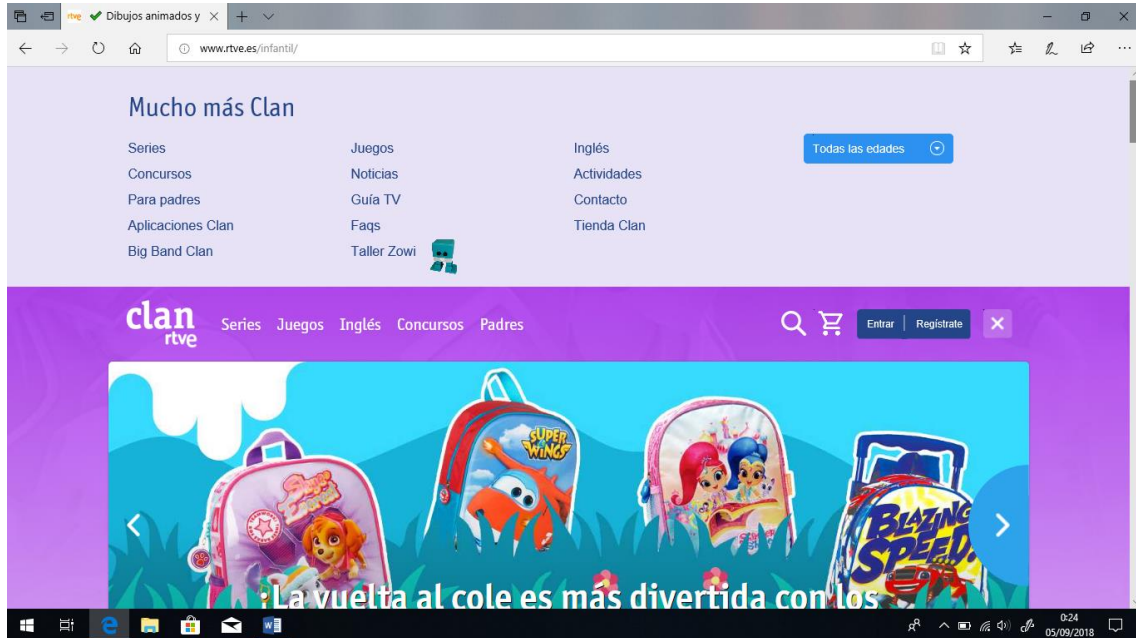 rtve Dibujos animados y
www.rtve.es/infantil/
Mucho más Clan
Series Juegos Inglés Todas las edades
Concursos Noticias Actividades
Para padres Guía TV Contacto
Aplicaciones Clan Faqs Tienda Clan
Big Band Clan Taller Zowi
clan rtve Series Juegos Inglés Concursos Padres Entrar Regístrate
SUPER WINGS
BLAZING SPEED.
¡La vuelta al cole es más divertida con los
0:24
05/09/2018